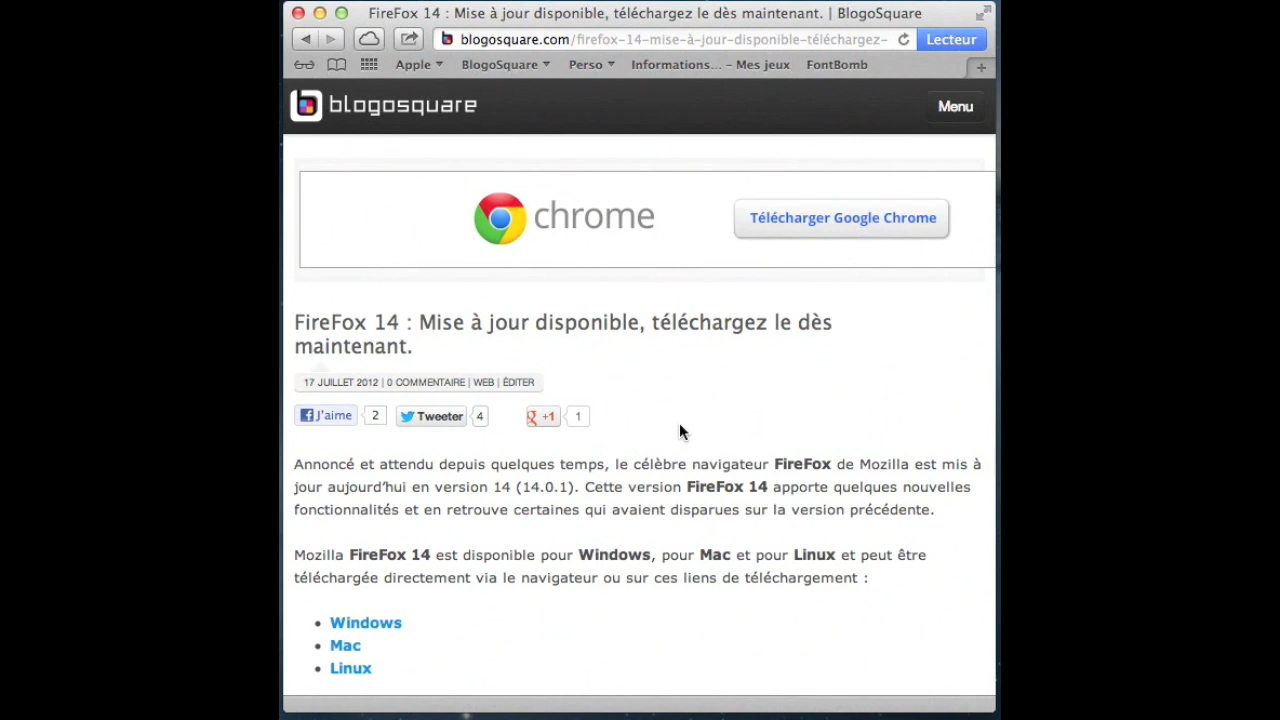 FireFox 14 : Mise à jour disponible, téléchargez le dès maintenant. | BlogoSquare
blogosquare.com/firefox-14-mise-à-jour-disponible-téléchargez-
Lecteur
Apple BlogoSquare Perso Informations... – Mes jeux FontBomb
blogosquare
Menu
chrome
Télécharger Google Chrome
FireFox 14 : Mise à jour disponible, téléchargez le dès
maintenant.
17 JUILLET 2012 | 0 COMMENTAIRE | WEB | ÉDITER
J'aime 2 Tweeter 4 +1 1
Annoncé et attendu depuis quelques temps, le célèbre navigateur FireFox de Mozilla est mis à
jour aujourd’hui en version 14 (14.0.1). Cette version FireFox 14 apporte quelques nouvelles
fonctionnalités et en retrouve certaines qui avaient disparues sur la version précédente.
Mozilla FireFox 14 est disponible pour Windows, pour Mac et pour Linux et peut être
téléchargée directement via le navigateur ou sur ces liens de téléchargement :
• Windows
• Mac
• Linux